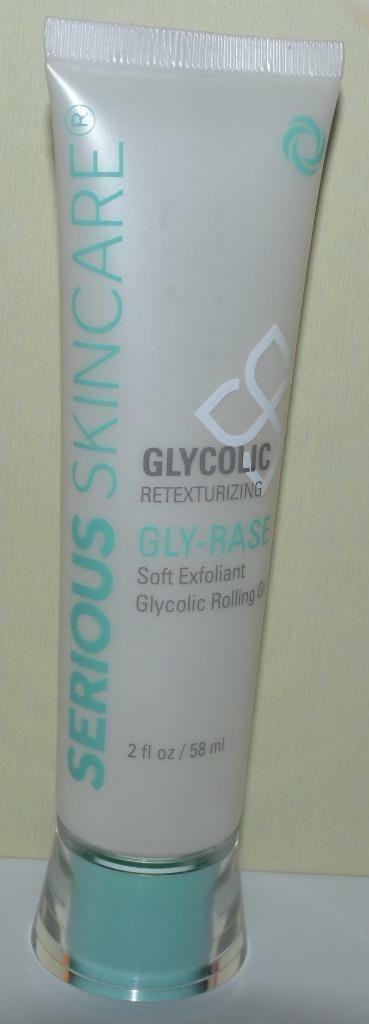 SERIOUS SKINCARE®
GLYCOLIC
RETEXTURIZING
GLY-RASE
Soft Exfoliant
Glycolic Rolling
2 fl oz / 58 ml